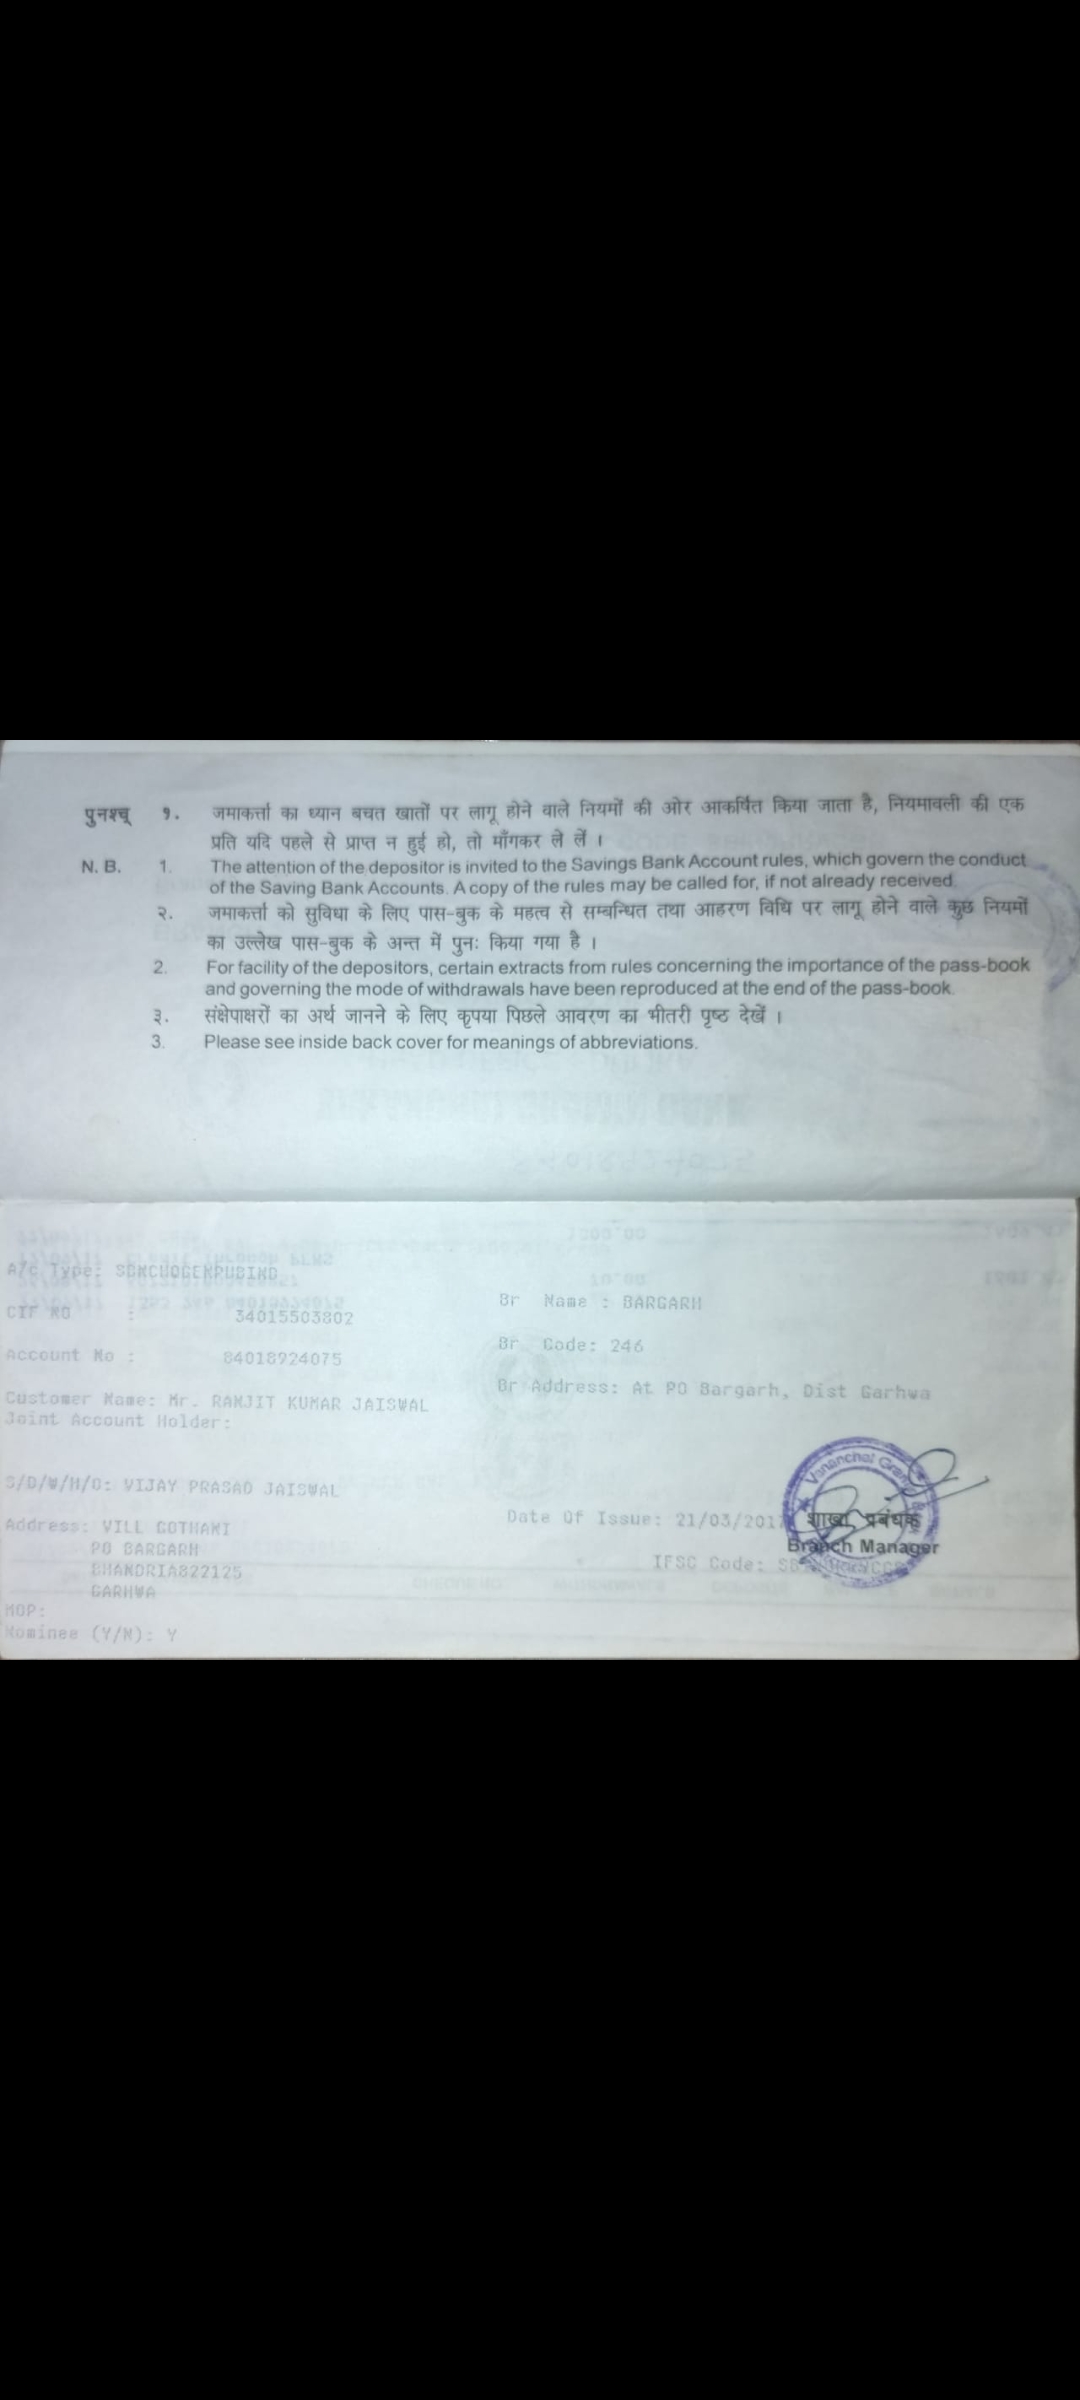 पुनश्च् १. जमाकर्त्ता का ध्यान बचत खातों पर लागू होने वाले नियमों की ओर आकर्षित किया जाता है, नियमावली की एक
प्रति यदि पहले से प्राप्त न हुई हो, तो माँगकर ले लें ।
N. B. 1. The attention of the depositor is invited to the Savings Bank Account rules, which govern the conduct
of the Saving Bank Accounts. A copy of the rules may be called for, if not already received.
२. जमाकर्त्ता को सुविधा के लिए पास-बुक के महत्व से सम्बन्धित तथा आहरण विधि पर लागू होने वाले कुछ नियमों
का उल्लेख पास-बुक के अन्त में पुनः किया गया है ।
2. For facility of the depositors, certain extracts from rules concerning the importance of the pass-book
and governing the mode of withdrawals have been reproduced at the end of the pass-book.
३. संक्षेपाक्षरों का अर्थ जानने के लिए कृपया पिछले आवरण का भीतरी पृष्ठ देखें ।
3. Please see inside back cover for meanings of abbreviations.
A/c Type:
CIF NO : 34015503802
Account No : 84018924075
Customer Name: Mr. RANJIT KUMAR JAISWAL
Joint Account Holder:
S/D/W/H/O: VIJAY PRASAD JAISWAL
Address: VILL GOTHANI
PO BARGARH
BHANDRIA822125
GARHWA
MOP:
Nominee (Y/N): Y
Br Name : BARGARH
Br Code: 246
Br Address: At PO Bargarh, Dist Garhwa
Date Of Issue: 21/03/2017
IFSC Code:
Vananchal
शाखा प्रबंधक
Branch Manager